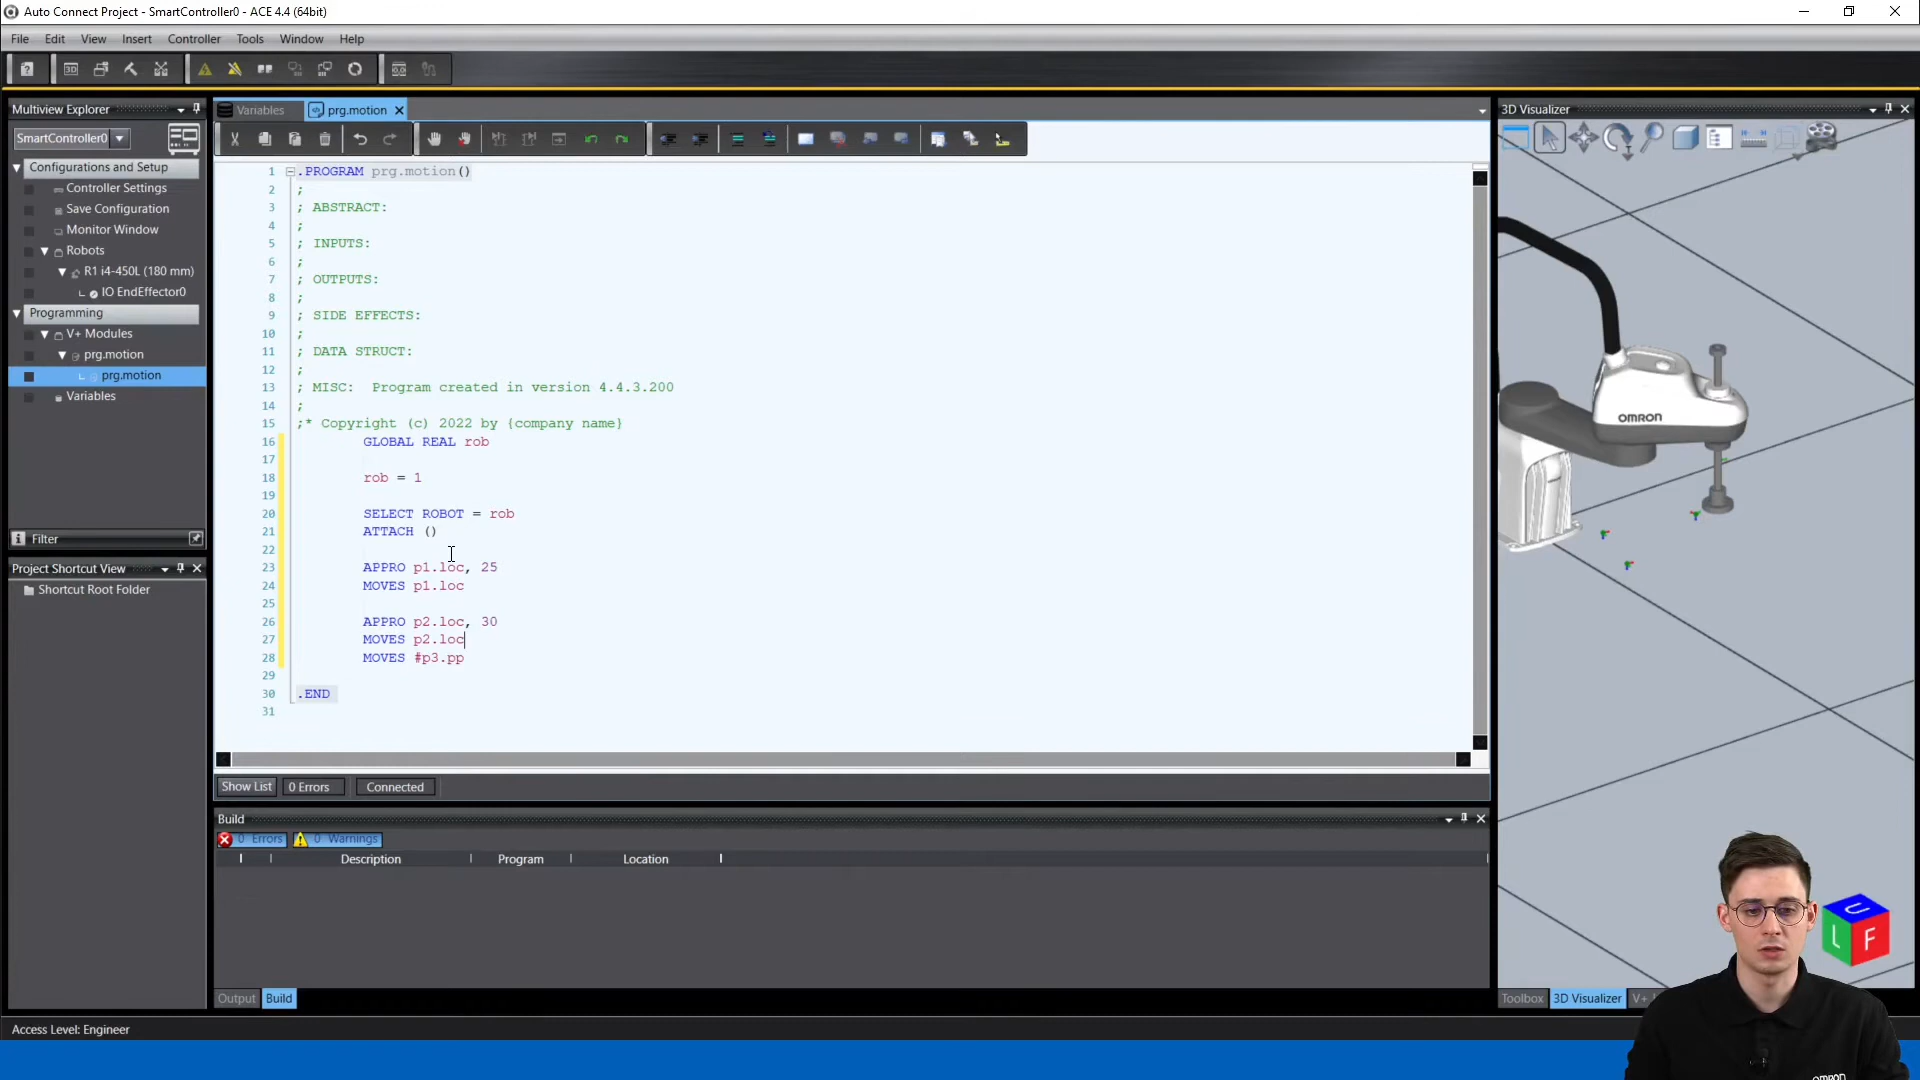 Auto Connect Project - SmartController0 - ACE 4.4 (64bit)
File Edit View Insert Controller Tools Window Help
Multiview Explorer
SmartController0
Configurations and Setup
Controller Settings
Save Configuration
Monitor Window
Robots
R1 i4-450L (180 mm)
IO EndEffector0
Programming
V+ Modules
prg.motion
prg.motion
Variables
Filter
Project Shortcut View
Shortcut Root Folder
Variables prg.motion
1 .PROGRAM prg.motion()
2 ;
3 ; ABSTRACT:
4 ;
5 ; INPUTS:
6 ;
7 ; OUTPUTS:
8 ;
9 ; SIDE EFFECTS:
10 ;
11 ; DATA STRUCT:
12 ;
13 ; MISC: Program created in version 4.4.3.200
14 ;
15 ;* Copyright (c) 2022 by {company name}
16 GLOBAL REAL rob
17
18 rob = 1
19
20 SELECT ROBOT = rob
21 ATTACH ()
22
23 APPRO p1.loc, 25
24 MOVES p1.loc
25
26 APPRO p2.loc, 30
27 MOVES p2.loc
28 MOVES #p3.pp
29
30 .END
31
Show List 0 Errors Connected
Build
0 Errors 0 Warnings
Description Program Location
Output Build
3D Visualizer
OMRON
U
L F
Toolbox 3D Visualizer V+
Access Level: Engineer
OMRON